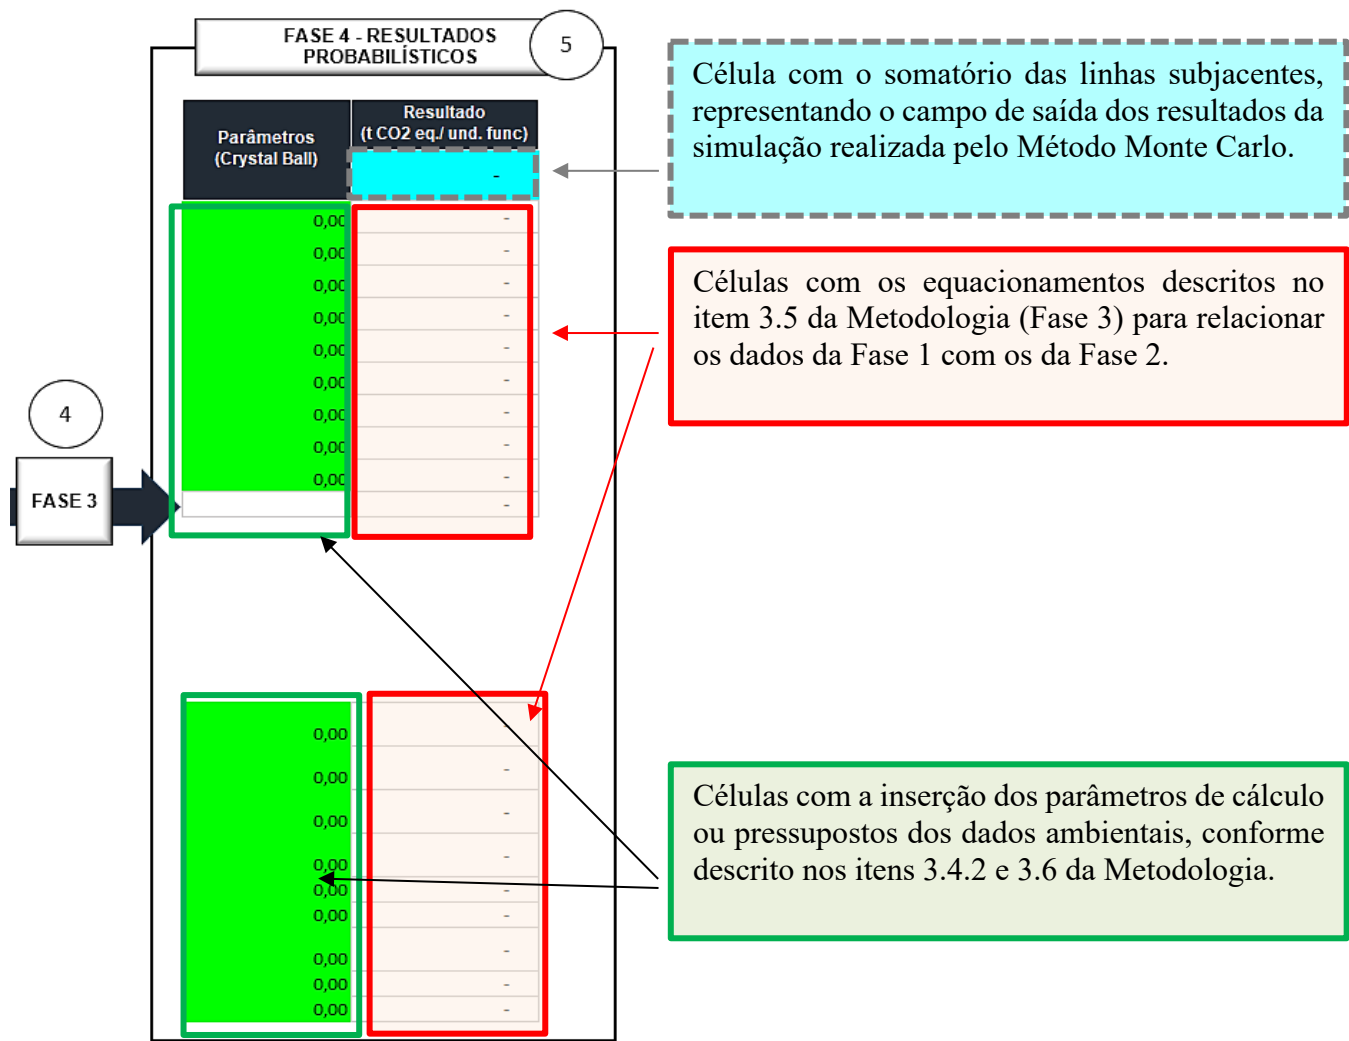 FASE 4 - RESULTADOS
PROBABILÍSTICOS
5
Parâmetros
(Crystal Ball)
Resultado
(t CO2 eq./ und. func)
-
0,00 -
0,00 -
0,00 -
0,00 -
0,00 -
0,00 -
0,00 -
0,00 -
0,00 -
-
4
FASE 3
0,00 -
0,00 -
0,00 -
0,00 -
0,00 -
0,00 -
0,00 -
0,00 -
0,00 -
Célula com o somatório das linhas subjacentes,
representando o campo de saída dos resultados da
simulação realizada pelo Método Monte Carlo.
Células com os equacionamentos descritos no
item 3.5 da Metodologia (Fase 3) para relacionar
os dados da Fase 1 com os da Fase 2.
Células com a inserção dos parâmetros de cálculo
ou pressupostos dos dados ambientais, conforme
descrito nos itens 3.4.2 e 3.6 da Metodologia.